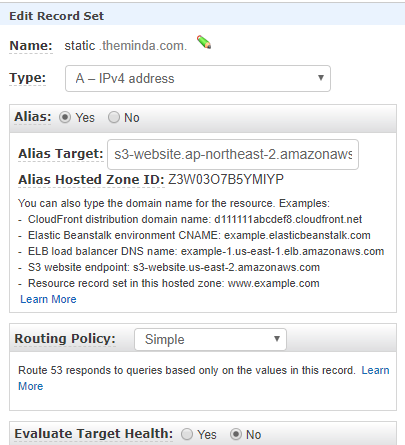 Edit Record Set
Name: static .theminda.com.
Type: A – IPv4 address
Alias: Yes No
Alias Target: s3-website.ap-northeast-2.amazonaws
Alias Hosted Zone ID: Z3W03O7B5YMIYP
You can also type the domain name for the resource. Examples:
- CloudFront distribution domain name: d111111abcdef8.cloudfront.net
- Elastic Beanstalk environment CNAME: example.elasticbeanstalk.com
- ELB load balancer DNS name: example-1.us-east-1.elb.amazonaws.com
- S3 website endpoint: s3-website.us-east-2.amazonaws.com
- Resource record set in this hosted zone: www.example.com
Learn More
Routing Policy: Simple
Route 53 responds to queries based only on the values in this record. Learn
More
Evaluate Target Health: Yes No